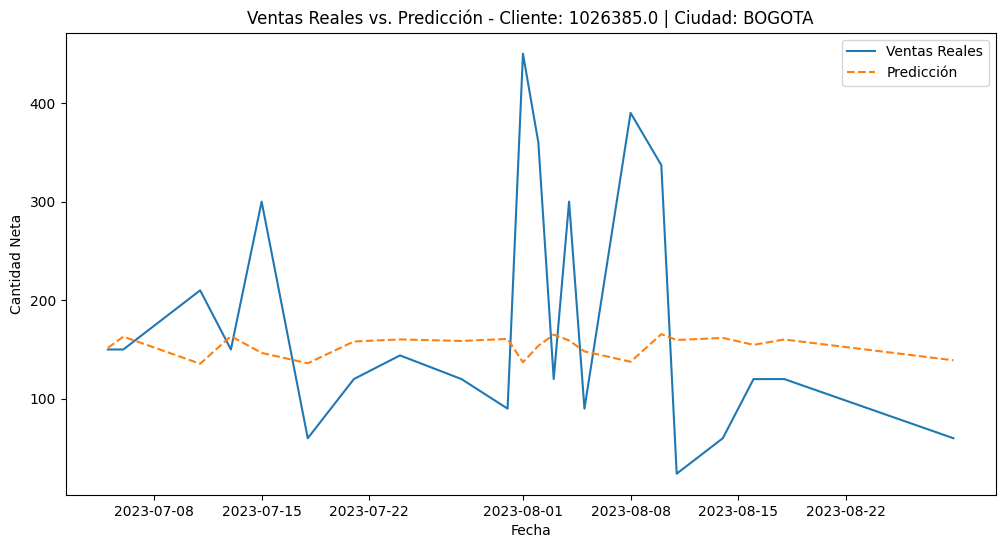 Ventas Reales vs. Predicción - Cliente: 1026385.0 | Ciudad: BOGOTA
Ventas Reales
Predicción
Cantidad Neta
400
300
200
100
2023-07-08
2023-07-15
2023-07-22
2023-08-01
2023-08-08
2023-08-15
2023-08-22
Fecha